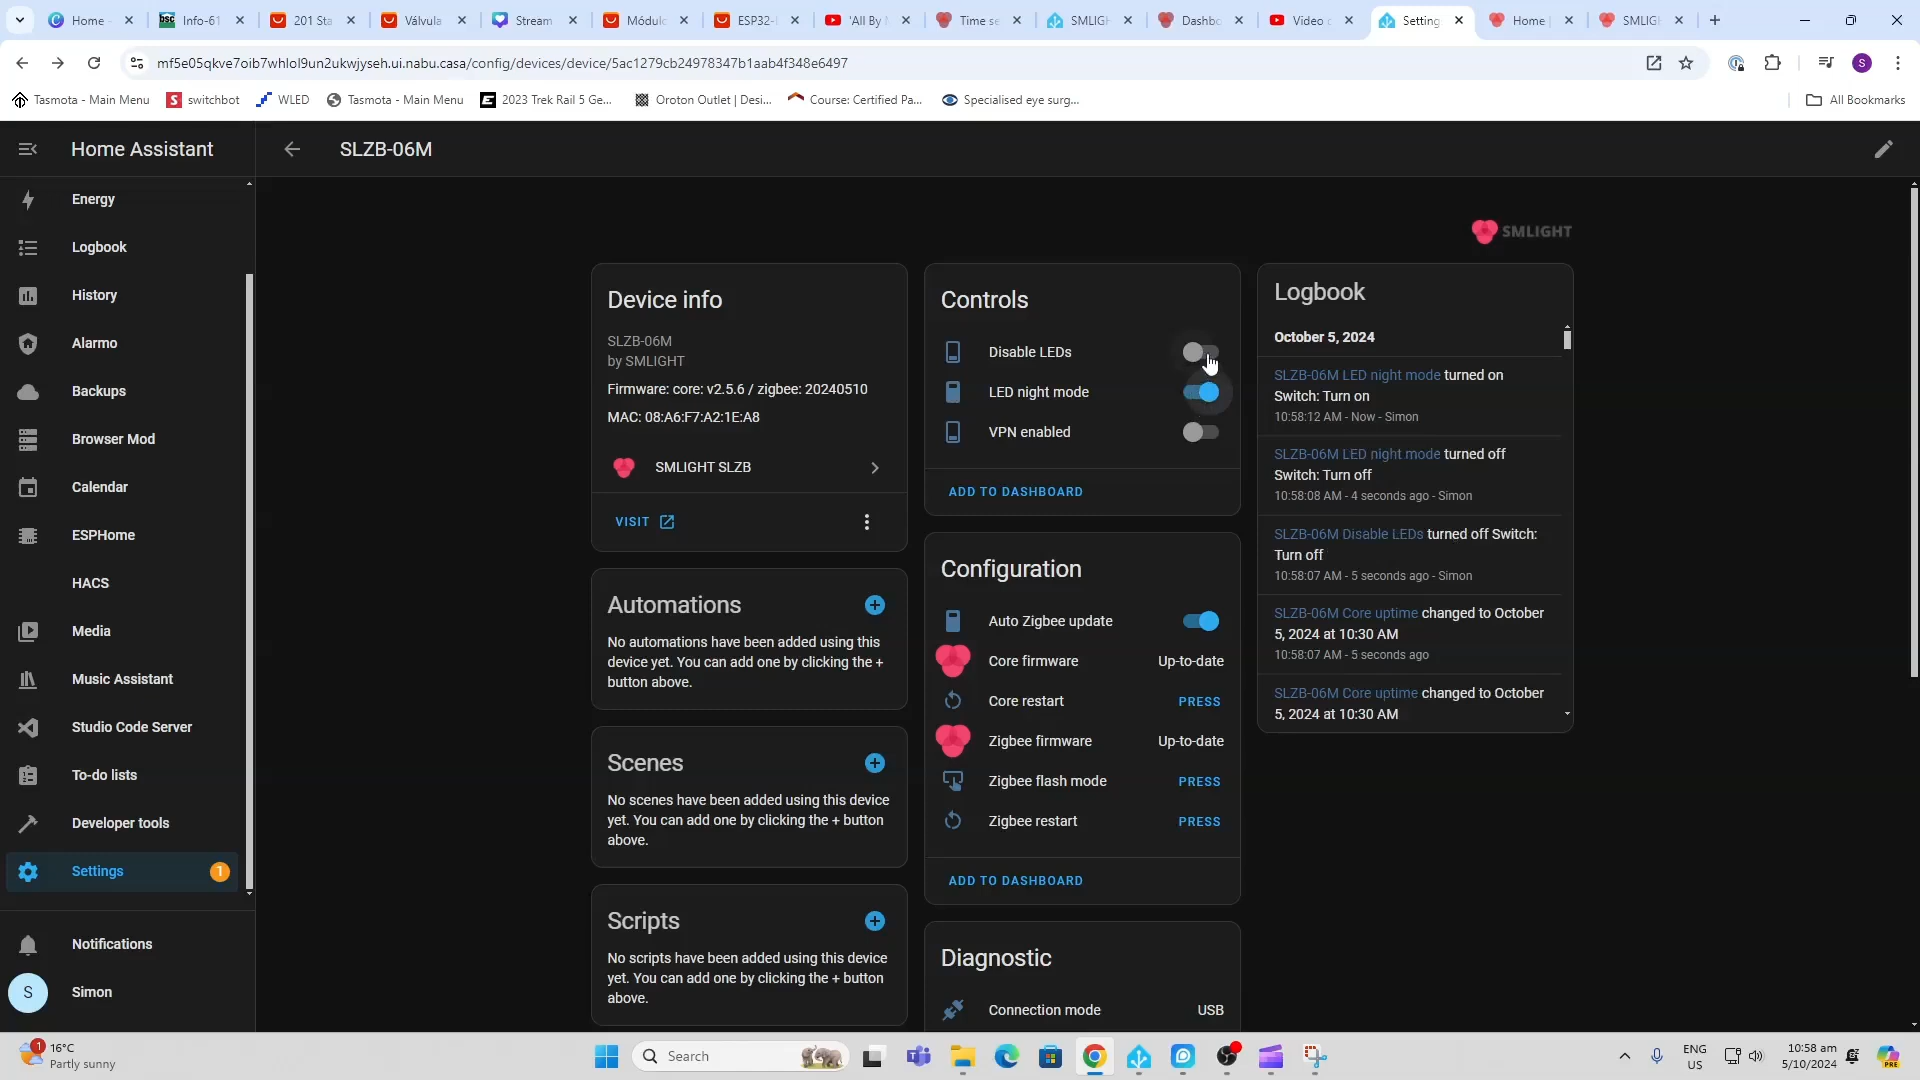 Home -
Info-61
201 Sta
Válvula
Stream
Módulo
ESP32-
'All By M
Time se
SMLIGH
Dashbo
Video c
Setting
Home |
SMLIG
mf5e05qkve7oib7whlol9un2ukwjyseh.ui.nabu.casa/config/devices/device/5ac1279cb24978347b1aab4f348e6497
S
Tasmota - Main Menu
switchbot
WLED
Tasmota - Main Menu
2023 Trek Rail 5 Ge...
Oroton Outlet | Desi...
Course: Certified Pa...
Specialised eye surg...
All Bookmarks
Home Assistant
SLZB-06M
Energy
Logbook
History
Alarmo
Backups
Browser Mod
Calendar
ESPHome
HACS
Media
Music Assistant
Studio Code Server
To-do lists
Developer tools
Settings
1
Notifications
S
Simon
SMLIGHT
Device info
SLZB-06M
by SMLIGHT
Firmware: core: v2.5.6 / zigbee: 20240510
MAC: 08:A6:F7:A2:1E:A8
SMLIGHT SLZB
VISIT
Automations
No automations have been added using this
device yet. You can add one by clicking the +
button above.
Scenes
No scenes have been added using this device
yet. You can add one by clicking the + button
above.
Scripts
No scripts have been added using this device
yet. You can add one by clicking the + button
above.
Controls
Disable LEDs
LED night mode
VPN enabled
ADD TO DASHBOARD
Configuration
Auto Zigbee update
Core firmware Up-to-date
Core restart PRESS
Zigbee firmware Up-to-date
Zigbee flash mode PRESS
Zigbee restart PRESS
ADD TO DASHBOARD
Diagnostic
Connection mode USB
Logbook
October 5, 2024
SLZB-06M LED night mode turned on
Switch: Turn on
10:58:12 AM - Now - Simon
SLZB-06M LED night mode turned off
Switch: Turn off
10:58:08 AM - 4 seconds ago - Simon
SLZB-06M Disable LEDs turned off Switch:
Turn off
10:58:07 AM - 5 seconds ago - Simon
SLZB-06M Core uptime changed to October
5, 2024 at 10:30 AM
10:58:07 AM - 5 seconds ago
SLZB-06M Core uptime changed to October
5, 2024 at 10:30 AM
1
16°C
Partly sunny
Search
ENG
US
10:58 am
5/10/2024
PRE